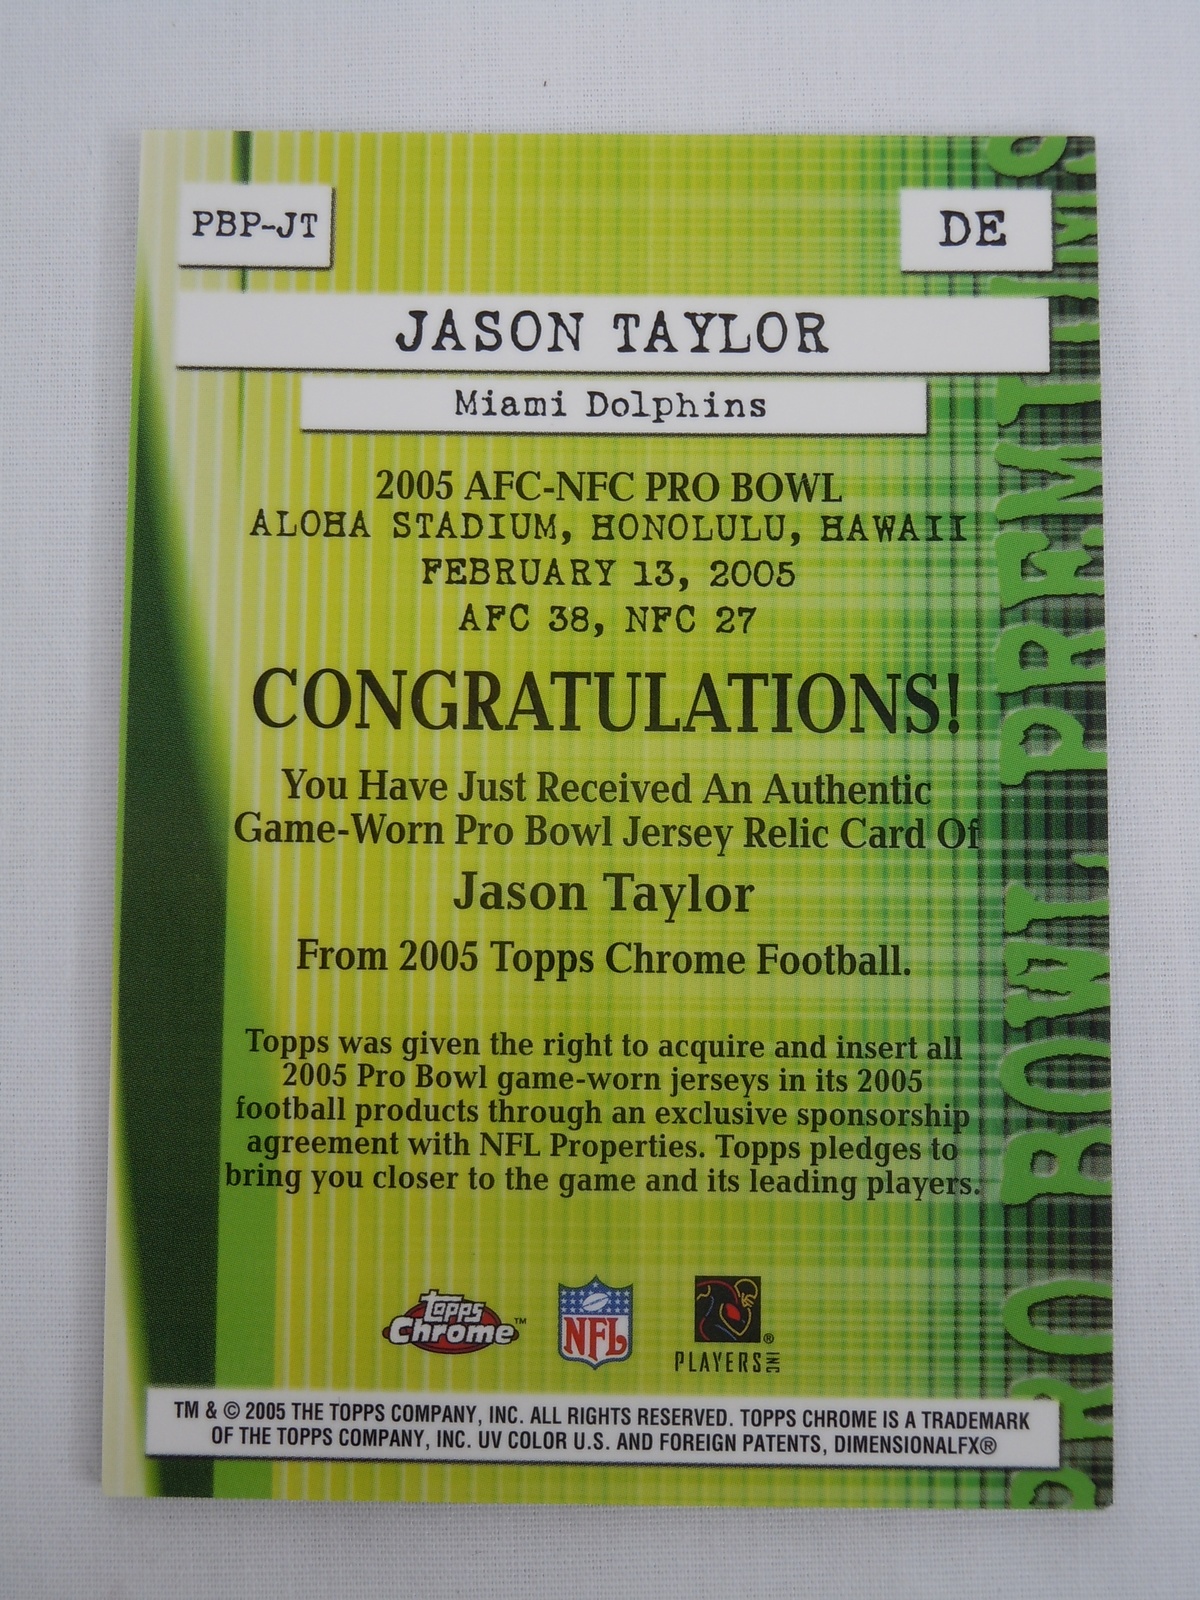 PBP-JT
DE
JASON TAYLOR
Miami Dolphins
2005 AFC-NFC PRO BOWL
ALOHA STADIUM, HONOLULU, HAWAII
FEBRUARY 13, 2005
AFC 38, NFC 27
CONGRATULATIONS!
You Have Just Received An Authentic
Game-Worn Pro Bowl Jersey Relic Card Of
Jason Taylor
From 2005 Topps Chrome Football.
Topps was given the right to acquire and insert all
2005 Pro Bowl game-worn jerseys in its 2005
football products through an exclusive sponsorship
agreement with NFL Properties. Topps pledges to
bring you closer to the game and its leading players.
Topps Chrome™
NFL
PLAYERS INC ®
TM & © 2005 THE TOPPS COMPANY, INC. ALL RIGHTS RESERVED. TOPPS CHROME IS A TRADEMARK
OF THE TOPPS COMPANY, INC. UV COLOR U.S. AND FOREIGN PATENTS, DIMENSIONALFX®
PRO BOWL PREMIUMS